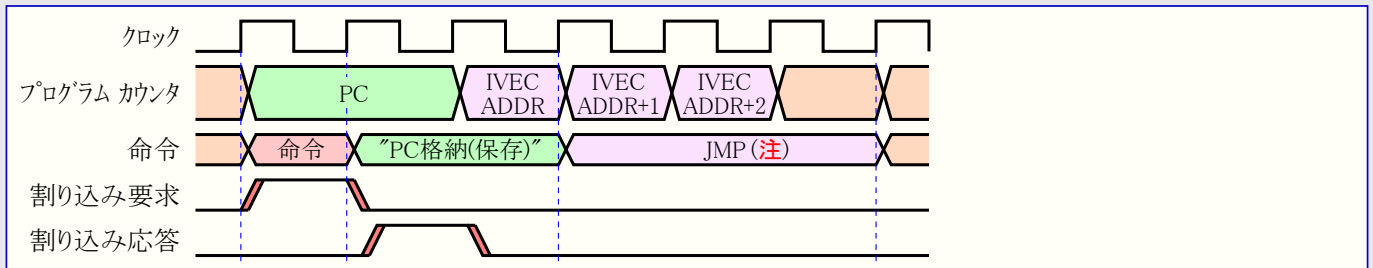 クロック
プログラム カウンタ
PC
IVEC
ADDR
IVEC
ADDR+1
IVEC
ADDR+2
命令
命令
"PC格納(保存)"
JMP(注)
割り込み要求
割り込み応答